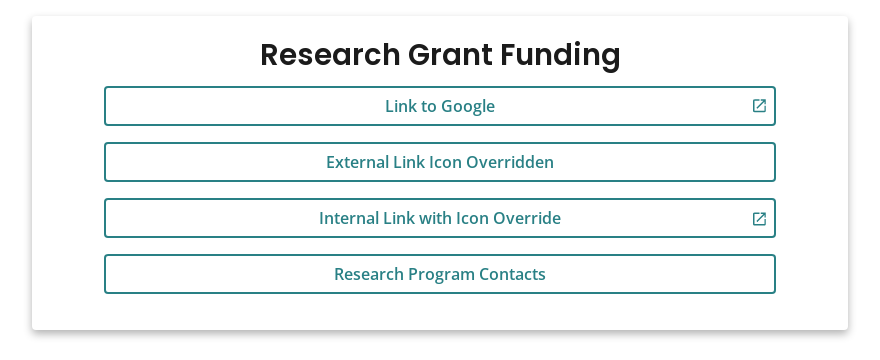 Research Grant Funding
Link to Google
External Link Icon Overridden
Internal Link with Icon Override
Research Program Contacts